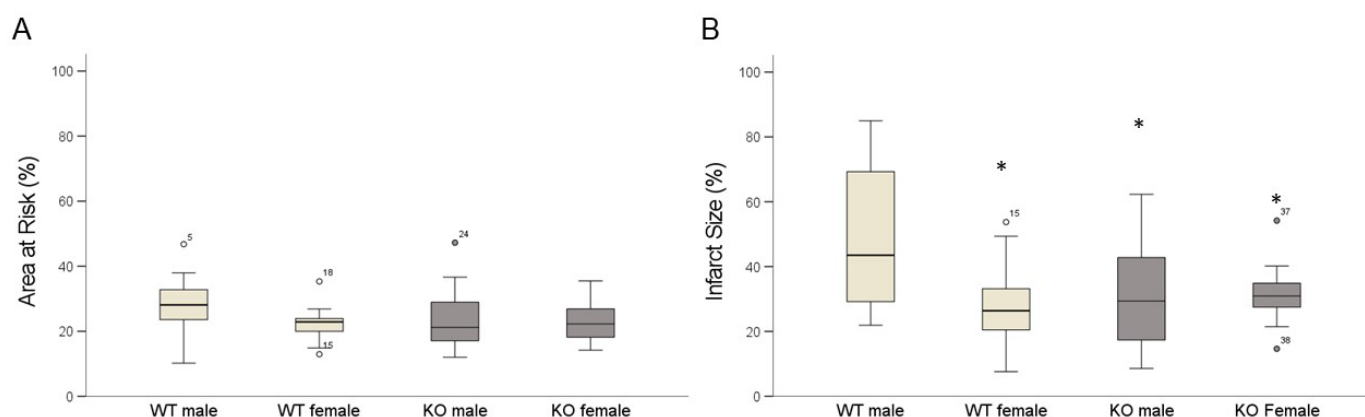 A
Area at Risk (%)
100
80
60
40
20
0
5
18
15
24
WT male
WT female
KO male
KO female
B
Infarct Size (%)
100
80
60
40
20
0
*
15
*
*
37
38
WT male
WT female
KO male
KO Female